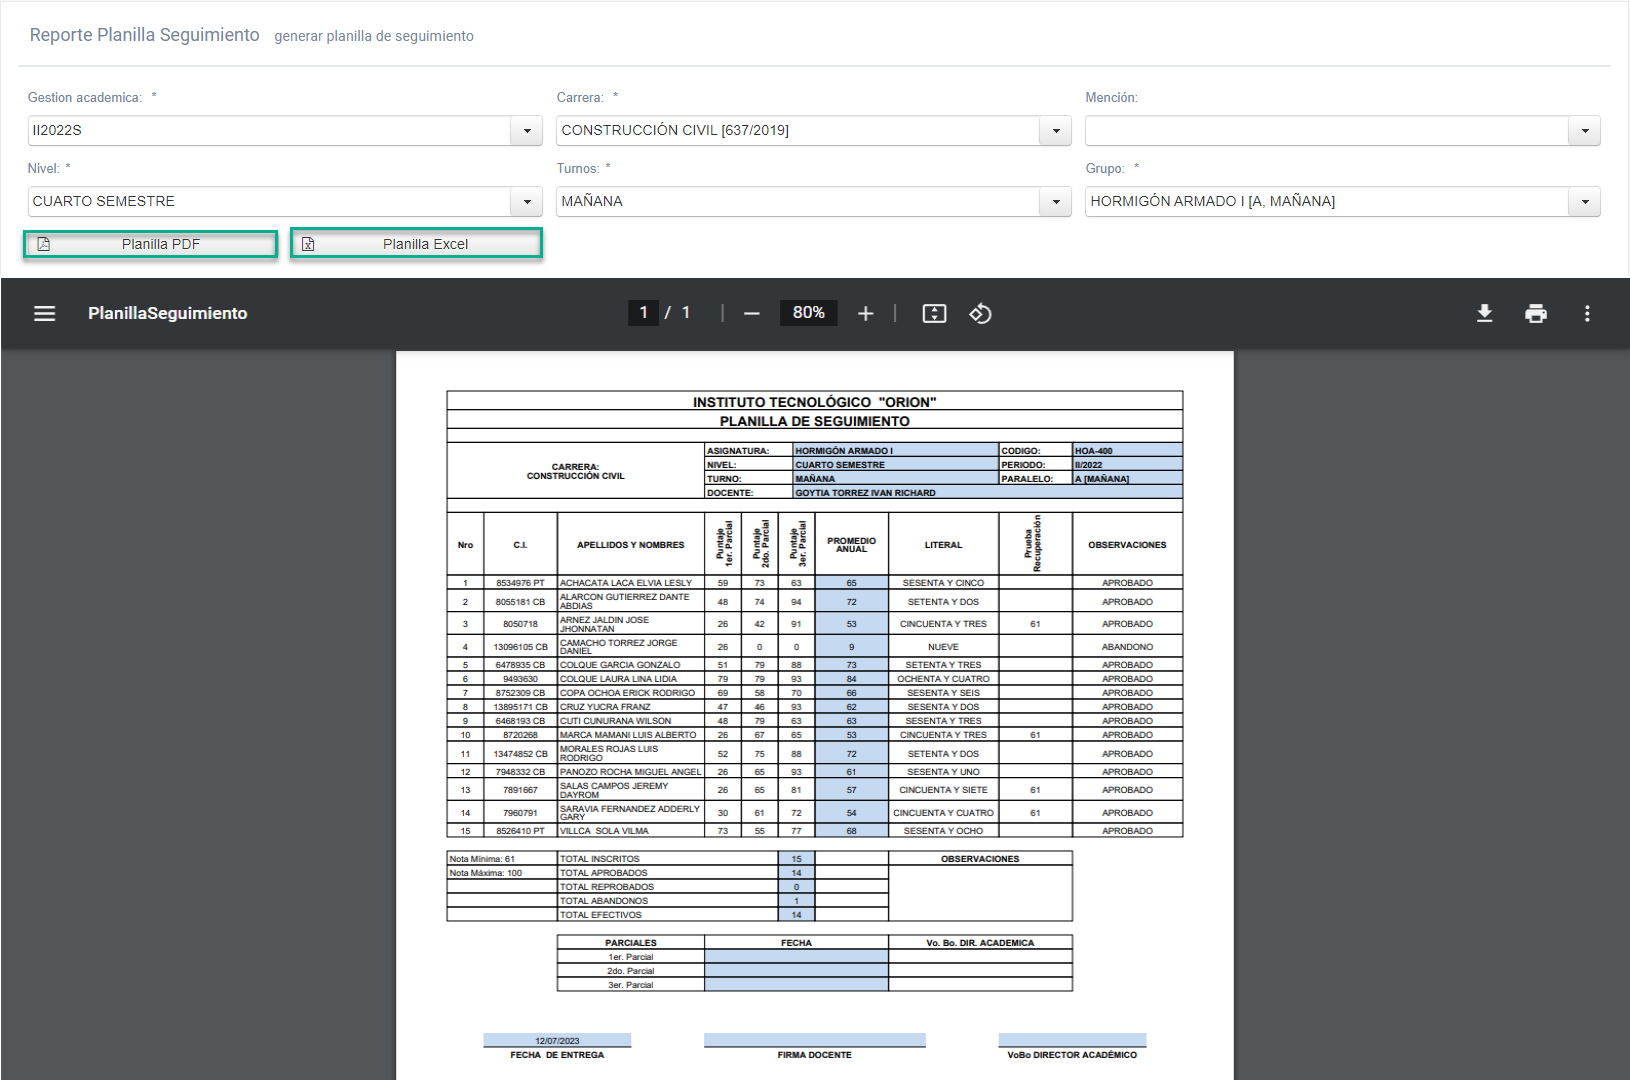 Reporte Planilla Seguimiento generar planilla de seguimiento
Gestion academica: * Carrera: * Mención:
II2022S CONSTRUCCIÓN CIVIL [637/2019]
Nivel: * Turnos: * Grupo: *
CUARTO SEMESTRE MAÑANA HORMIGÓN ARMADO I [A, MAÑANA]
Planilla PDF Planilla Excel
PlanillaSeguimiento 1 / 1 80%
INSTITUTO TECNOLÓGICO "ORION"
PLANILLA DE SEGUIMIENTO
CARRERA:
CONSTRUCCIÓN CIVIL
ASIGNATURA: HORMIGÓN ARMADO I CODIGO: HOA-400
NIVEL: CUARTO SEMESTRE PERIODO: II/2022
TURNO: MAÑANA PARALELO: A [MAÑANA]
DOCENTE: GOYTIA TORREZ IVAN RICHARD
Nro C.I. APELLIDOS Y NOMBRES Puntaje 1er. Parcial Puntaje 2do. Parcial Puntaje 3er. Parcial PROMEDIO ANUAL LITERAL Prueba Recuperación OBSERVACIONES
1 8534976 PT ACHACATA LACA ELVIA LESLY 59 73 63 65 SESENTA Y CINCO APROBADO
2 8055181 CB ALARCON GUTIERREZ DANTE ABDIAS 48 74 94 72 SETENTA Y DOS APROBADO
3 8050718 ARNEZ JALDIN JOSE JHONNATAN 26 42 91 53 CINCUENTA Y TRES 61 APROBADO
4 13096105 CB CAMACHO TORREZ JORGE DANIEL 26 0 0 9 NUEVE ABANDONO
5 6478935 CB COLQUE GARCIA GONZALO 51 79 88 73 SETENTA Y TRES APROBADO
6 9493630 COLQUE LAURA LINA LIDIA 79 79 93 84 OCHENTA Y CUATRO APROBADO
7 8752309 CB COPA OCHOA ERICK RODRIGO 69 58 70 66 SESENTA Y SEIS APROBADO
8 13895171 CB CRUZ YUCRA FRANZ 47 46 93 62 SESENTA Y DOS APROBADO
9 6468193 CB CUTI CUNURANA WILSON 48 79 63 63 SESENTA Y TRES APROBADO
10 8720268 MARCA MAMANI LUIS ALBERTO 26 67 65 53 CINCUENTA Y TRES 61 APROBADO
11 13474852 CB MORALES ROJAS LUIS RODRIGO 52 75 88 72 SETENTA Y DOS APROBADO
12 7948332 CB PANOZO ROCHA MIGUEL ANGEL 26 65 93 61 SESENTA Y UNO APROBADO
13 7891667 SALAS CAMPOS JEREMY DAYROM 26 65 81 57 CINCUENTA Y SIETE 61 APROBADO
14 7960791 SARAVIA FERNANDEZ ADDERLY GARY 30 61 72 54 CINCUENTA Y CUATRO 61 APROBADO
15 8526410 PT VILLCA SOLA VILMA 73 55 77 68 SESENTA Y OCHO APROBADO
Nota Mínima: 61 TOTAL INSCRITOS 15 OBSERVACIONES
Nota Máxima: 100 TOTAL APROBADOS 14
TOTAL REPROBADOS 0
TOTAL ABANDONOS 1
TOTAL EFECTIVOS 14
PARCIALES FECHA Vo. Bo. DIR. ACADEMICA
1er. Parcial
2do. Parcial
3er. Parcial
12/07/2023
FECHA DE ENTREGA FIRMA DOCENTE VoBo DIRECTOR ACADÉMICO